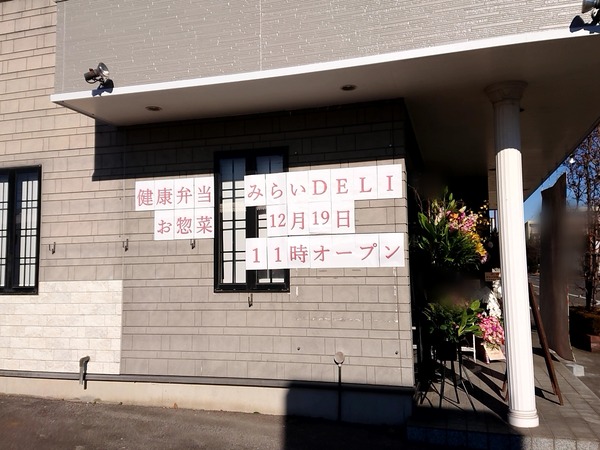 健康弁当
お惣菜
みらいDELI
12月19日
11時オープン